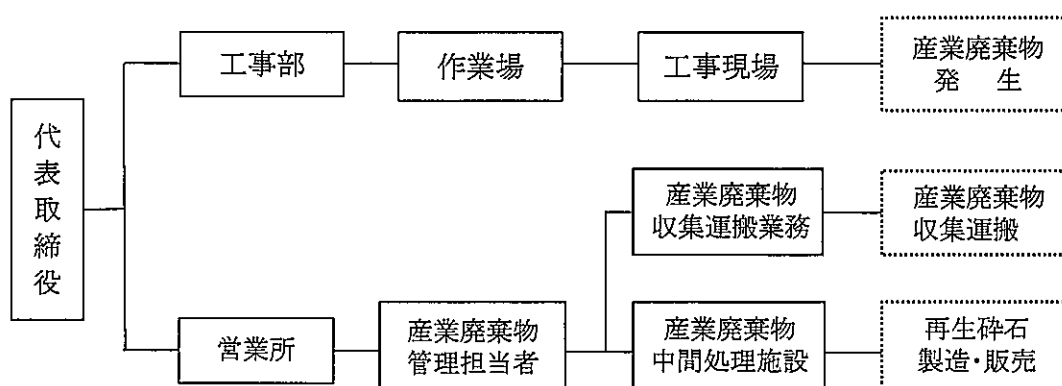 代表取締役
工事部
作業場
工事現場
産業廃棄物
発 生
産業廃棄物
収集運搬業務
産業廃棄物
収集運搬
営業所
産業廃棄物
管理担当者
産業廃棄物
中間処理施設
再生砕石
製造・販売